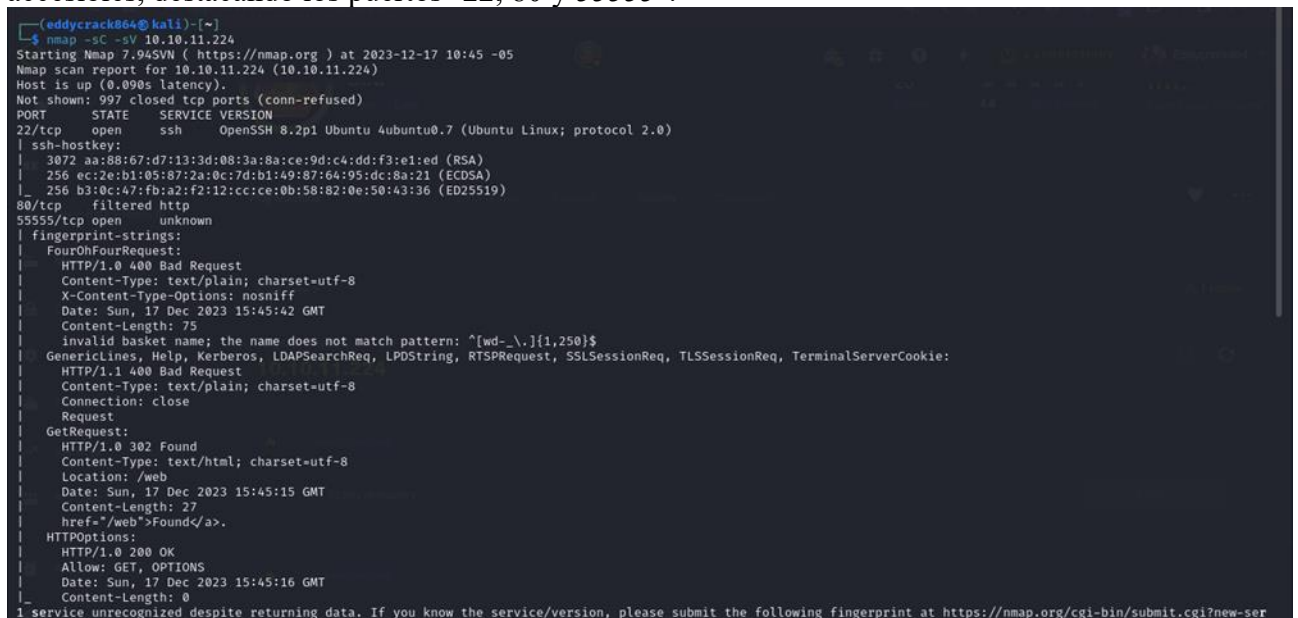 accesibles, destacando los puertos "22, 80 y 55555".
┌──(eddycrack864㉿kali)-[~]
└─$ nmap -sC -sV 10.10.11.224
Starting Nmap 7.94SVN ( https://nmap.org ) at 2023-12-17 10:45 -05
Nmap scan report for 10.10.11.224 (10.10.11.224)
Host is up (0.090s latency).
Not shown: 997 closed tcp ports (conn-refused)
PORT      STATE    SERVICE VERSION
22/tcp    open     ssh     OpenSSH 8.2p1 Ubuntu 4ubuntu0.7 (Ubuntu Linux; protocol 2.0)
| ssh-hostkey:
|   3072 aa:88:67:d7:13:3d:08:3a:8a:ce:9d:c4:dd:f3:e1:ed (RSA)
|   256 ec:2e:b1:05:87:2a:0c:7d:b1:49:87:64:95:dc:8a:21 (ECDSA)
|_  256 b3:0c:47:fb:a2:f2:12:cc:ce:0b:58:82:0e:50:43:36 (ED25519)
80/tcp    filtered http
55555/tcp open     unknown
| fingerprint-strings:
|   FourOhFourRequest:
|     HTTP/1.0 400 Bad Request
|     Content-Type: text/plain; charset=utf-8
|     X-Content-Type-Options: nosniff
|     Date: Sun, 17 Dec 2023 15:45:42 GMT
|     Content-Length: 75
|     invalid basket name; the name does not match pattern: ^[wd-_\.]{1,250}$
|   GenericLines, Help, Kerberos, LDAPSearchReq, LPDString, RTSPRequest, SSLSessionReq, TLSSessionReq, TerminalServerCookie:
|     HTTP/1.1 400 Bad Request
|     Content-Type: text/plain; charset=utf-8
|     Connection: close
|     Request
|   GetRequest:
|     HTTP/1.0 302 Found
|     Content-Type: text/html; charset=utf-8
|     Location: /web
|     Date: Sun, 17 Dec 2023 15:45:15 GMT
|     Content-Length: 27
|     href="/web">Found</a>.
|   HTTPOptions:
|     HTTP/1.0 200 OK
|     Allow: GET, OPTIONS
|     Date: Sun, 17 Dec 2023 15:45:16 GMT
|_    Content-Length: 0
1 service unrecognized despite returning data. If you know the service/version, please submit the following fingerprint at https://nmap.org/cgi-bin/submit.cgi?new-ser